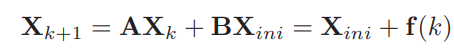 X_{k+1} = AX_k + BX_{ini} = X_{ini} + f(k)